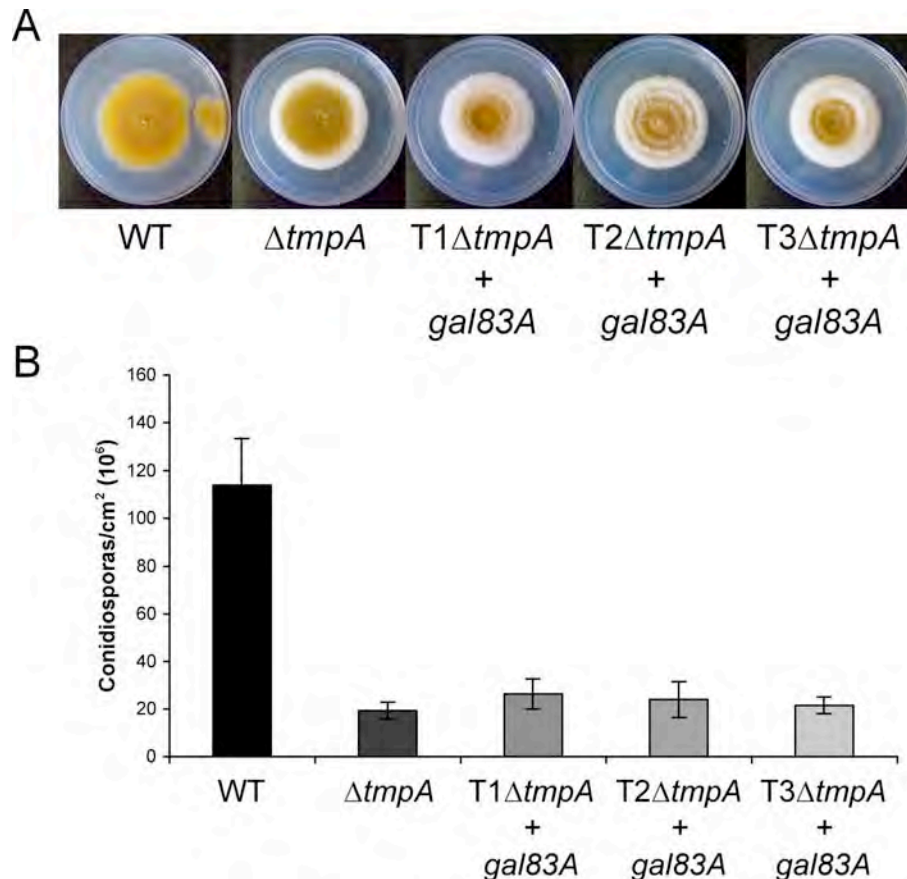 A
WT ΔtmpA T1ΔtmpA T2ΔtmpA T3ΔtmpA
+ + +
gal83A gal83A gal83A
B
Conidiosporas/cm² (10⁶)
160
140
120
100
80
60
40
20
0
WT ΔtmpA T1ΔtmpA T2ΔtmpA T3ΔtmpA
+ + +
gal83A gal83A gal83A